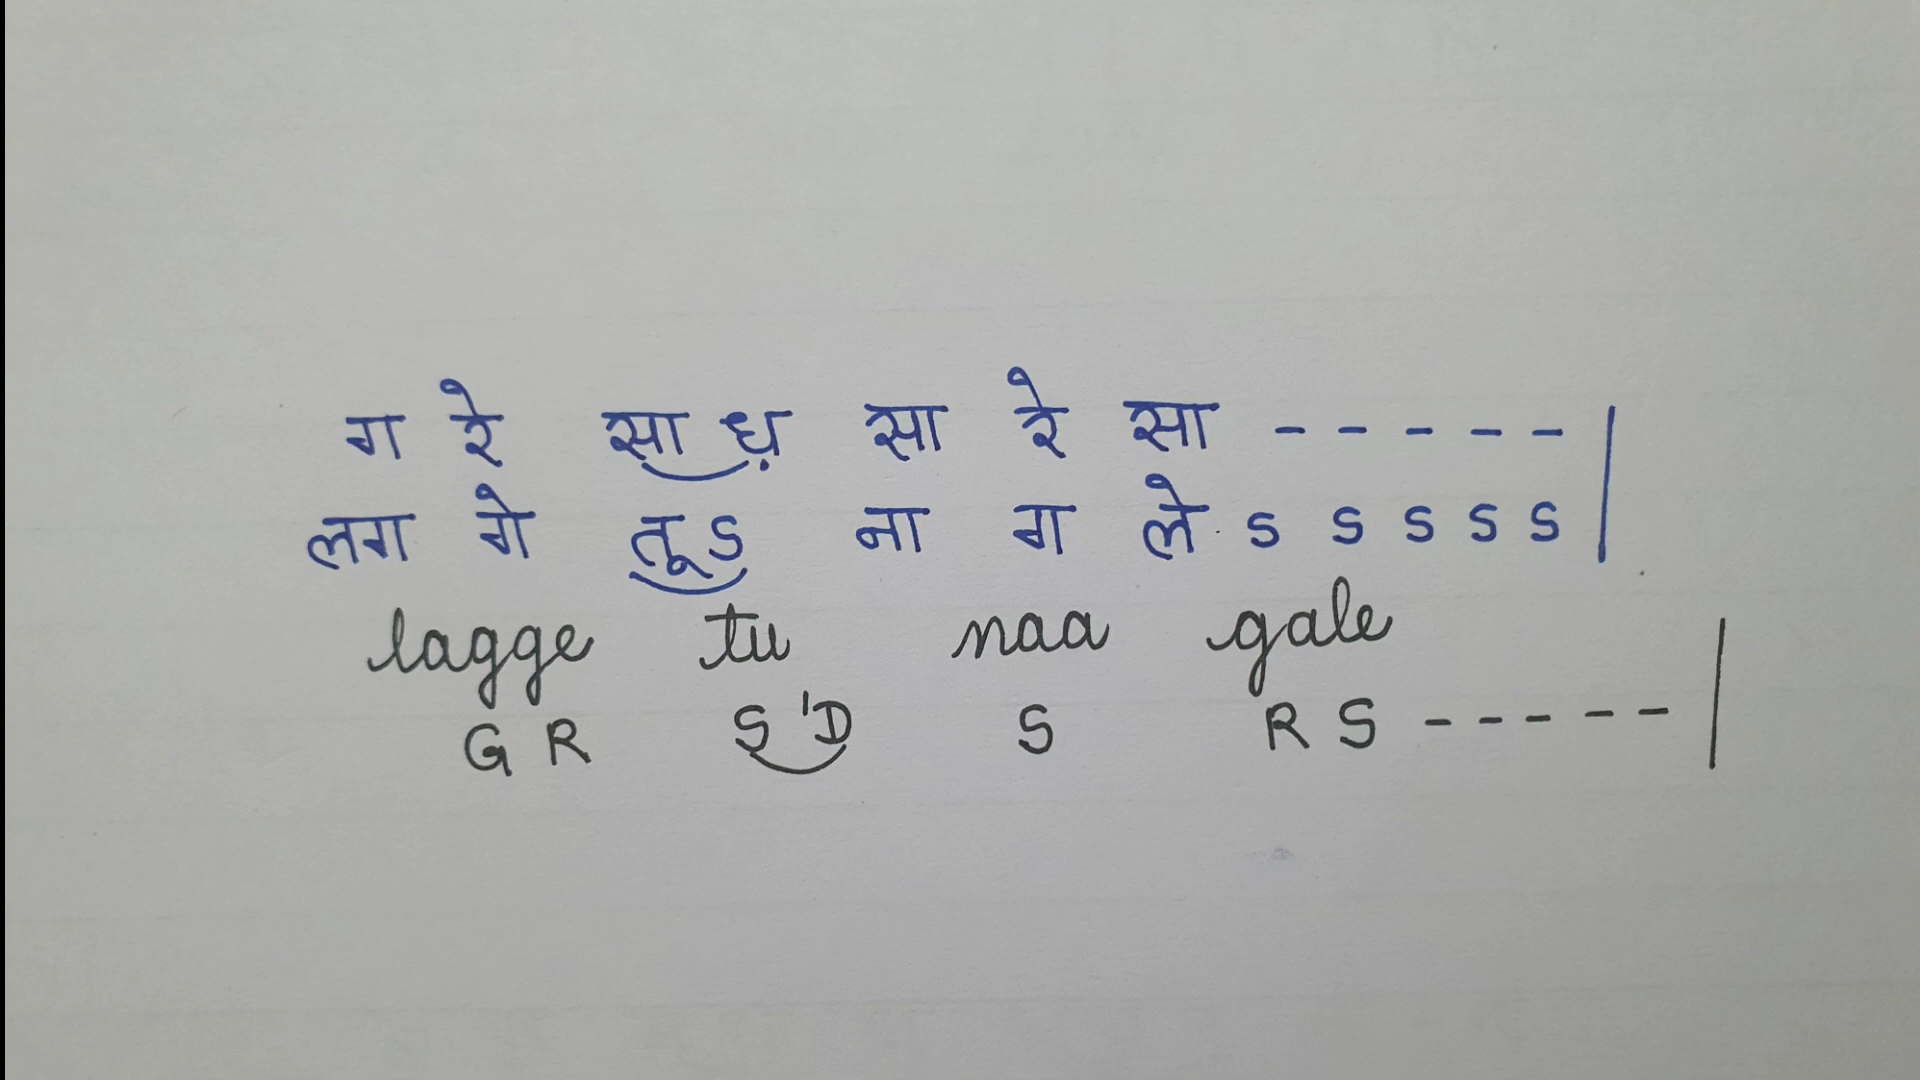 ग रे सा ध़ सा रे सा - - - - - |
लग गे तूऽ ना ग ले ऽ ऽ ऽ ऽ ऽ |
lagge tu naa gale
G R S 'D S R S - - - - - |